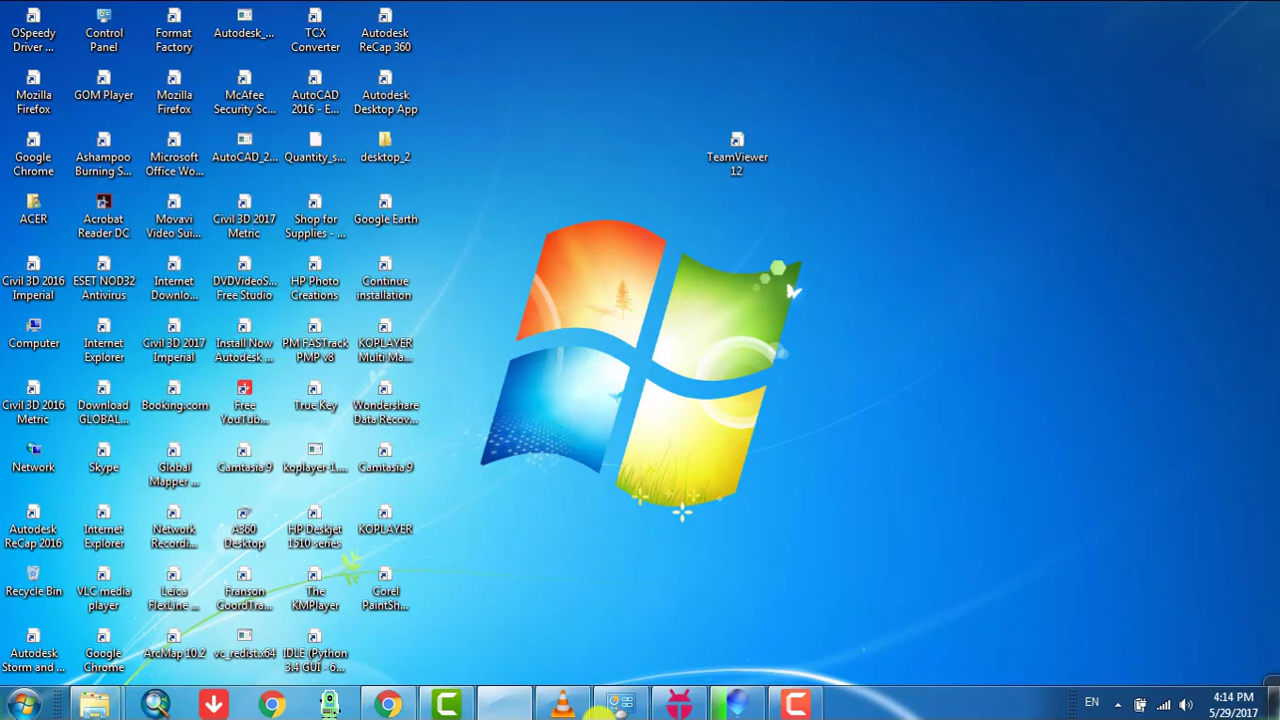 OSpeedy
Driver ...
Control
Panel
Format
Factory
Autodesk_...
TCX
Converter
Autodesk
ReCap 360
Mozilla
Firefox
GOM Player
Mozilla
Firefox
McAfee
Security Sc...
AutoCAD
2016 - E...
Autodesk
Desktop App
Google
Chrome
Ashampoo
Burning S...
Microsoft
Office Wo...
AutoCAD_2...
Quantity_s...
desktop_2
TeamViewer
12
ACER
Acrobat
Reader DC
Movavi
Video Sui...
Civil 3D 2017
Metric
Shop for
Supplies - ...
Google Earth
Civil 3D 2016
Imperial
ESET NOD32
Antivirus
Internet
Downlo...
DVDVideoS...
Free Studio
HP Photo
Creations
Continue
installation
Computer
Internet
Explorer
Civil 3D 2017
Imperial
Install Now
Autodesk ...
PM FASTrack
PMP v8
KOPLAYER
Multi Ma...
Civil 3D 2016
Metric
Download
GLOBAL...
Booking.com
Free
YouTub...
True Key
Wondershare
Data Recov...
Network
Skype
Global
Mapper ...
Camtasia 9
koplayer-1....
Camtasia 9
Autodesk
ReCap 2016
Internet
Explorer
Network
Recordi...
A360
Desktop
HP Deskjet
1510 series
KOPLAYER
Recycle Bin
VLC media
player
Leica
FlexLine ...
Franson
CoordTra...
The
KMPlayer
Corel
PaintSh...
Autodesk
Storm and ...
Google
Chrome
ArcMap 10.2
vc_redist.x64
IDLE (Python
3.4 GUI - 6...
EN
4:14 PM
5/29/2017